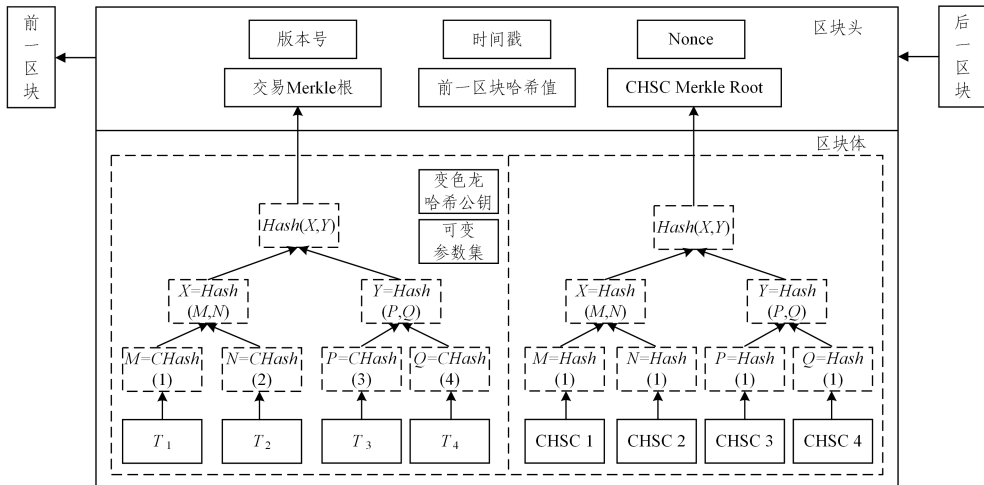 前一区块
区块头
后一区块
版本号
时间戳
Nonce
交易Merkle根
前一区块哈希值
CHSC Merkle Root
区块体
变色龙
哈希公钥
可变
参数集
Hash(X,Y)
X=Hash
(M,N)
Y=Hash
(P,Q)
M=CHash
(1)
N=CHash
(2)
P=CHash
(3)
Q=CHash
(4)
T1
T2
T3
T4
Hash(X,Y)
X=Hash
(M,N)
Y=Hash
(P,Q)
M=Hash
(1)
N=Hash
(1)
P=Hash
(1)
Q=Hash
(1)
CHSC 1
CHSC 2
CHSC 3
CHSC 4